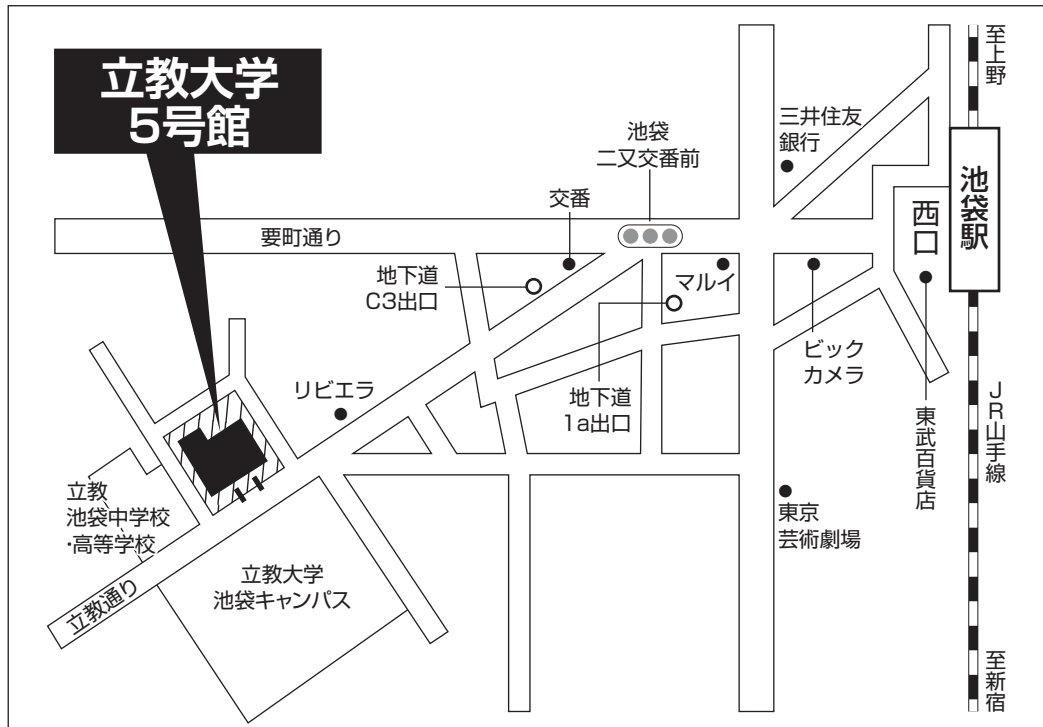 立教大学
5号館
至上野
三井住友
銀行
池袋
二又交番前
池袋駅
西口
交番
要町通り
地下道
C3出口
マルイ
リビエラ
地下道
1a出口
ビック
カメラ
東武百貨店
JR山手線
立教
池袋中学校
・高等学校
東京
芸術劇場
立教大学
池袋キャンパス
立教通り
至新宿